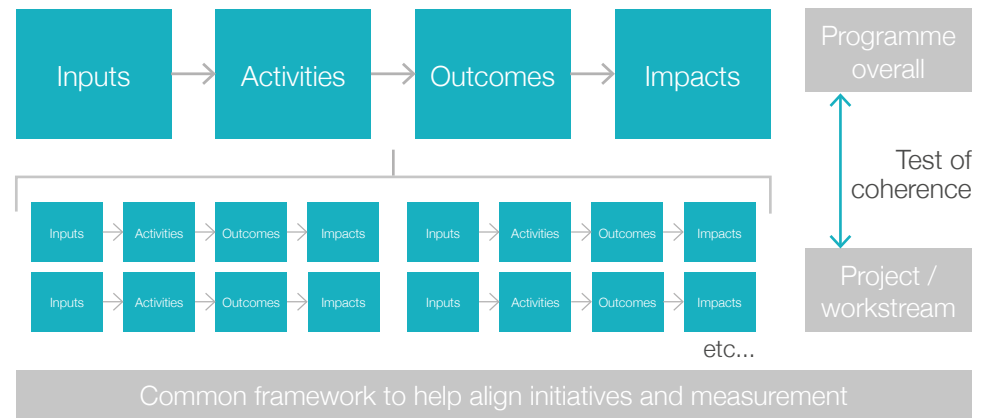 Inputs
Activities
Outcomes
Impacts
Programme
overall
Test of
coherence
Inputs
Activities
Outcomes
Impacts
Inputs
Activities
Outcomes
Impacts
Inputs
Activities
Outcomes
Impacts
Inputs
Activities
Outcomes
Impacts
Project /
workstream
etc...
Common framework to help align initiatives and measurement